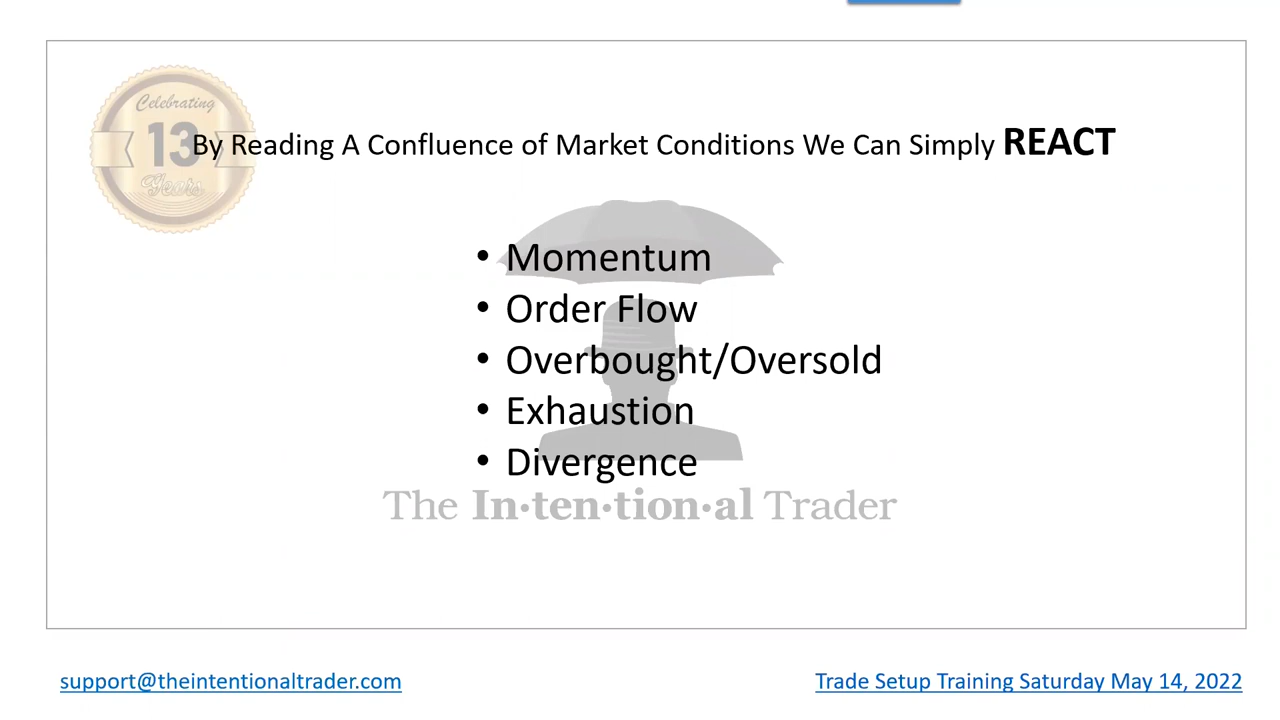 Celebrating
13
Years
By Reading A Confluence of Market Conditions We Can Simply REACT
• Momentum
• Order Flow
• Overbought/Oversold
• Exhaustion
• Divergence
The In·ten·tion·al Trader
support@theintentionaltrader.com
Trade Setup Training Saturday May 14, 2022